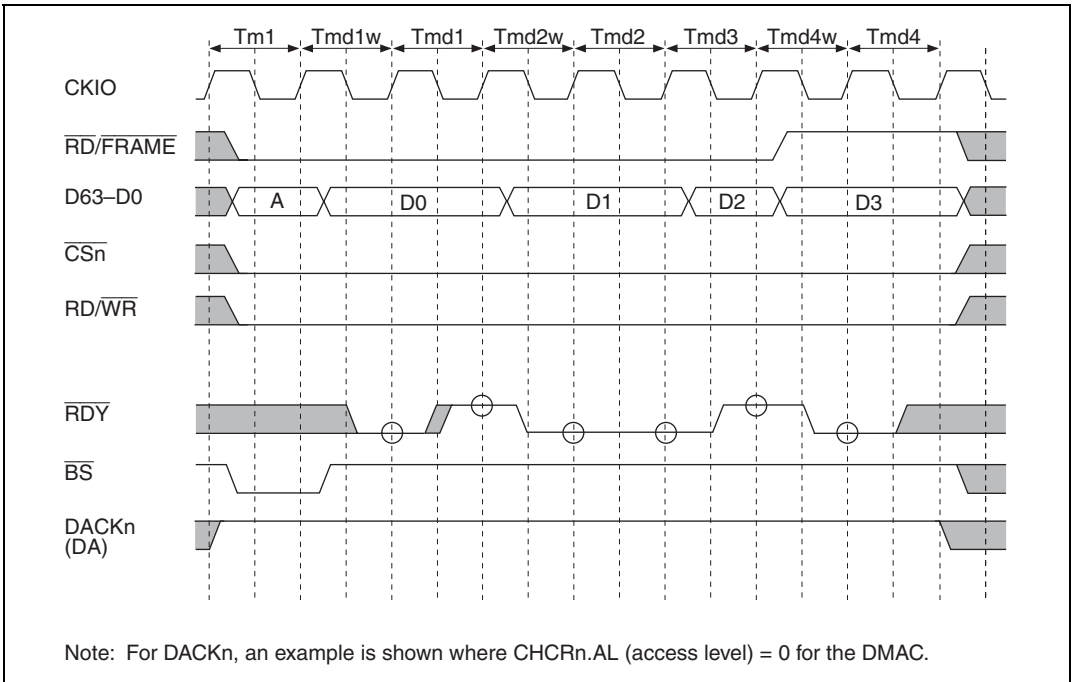 Tm1 Tmd1w Tmd1 Tmd2w Tmd2 Tmd3 Tmd4w Tmd4
CKIO
RD/FRAME
D63–D0 A D0 D1 D2 D3
CSn
RD/WR
RDY
BS
DACKn
(DA)
Note: For DACKn, an example is shown where CHCRn.AL (access level) = 0 for the DMAC.